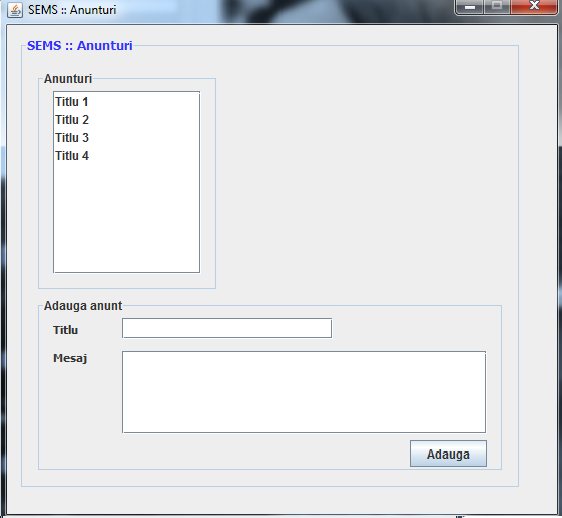 SEMS :: Anunturi
SEMS :: Anunturi
Anunturi
Titlu 1
Titlu 2
Titlu 3
Titlu 4
Adauga anunt
Titlu
Mesaj
Adauga